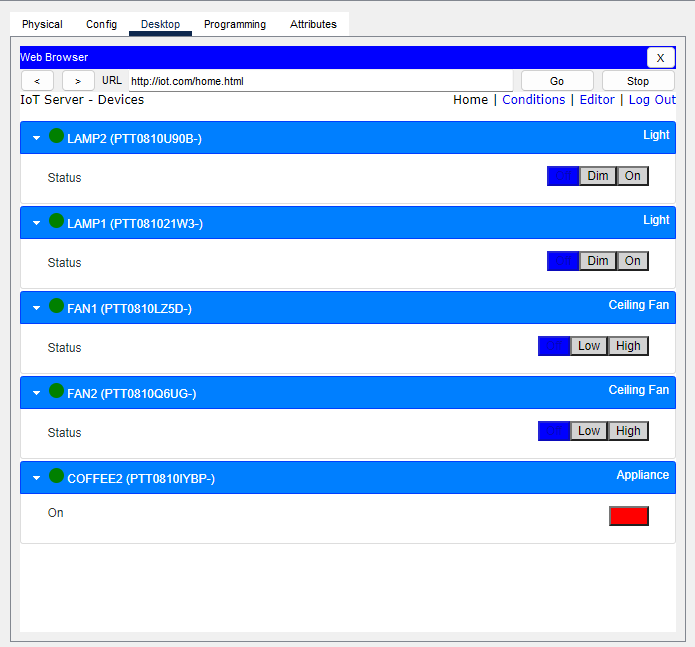 Physical Config Desktop Programming Attributes
Web Browser X
< > URL http://iot.com/home.html Go Stop
IoT Server - Devices Home | Conditions | Editor | Log Out
LAMP2 (PTT0810U90B-) Light
Status Dim On
LAMP1 (PTT081021W3-) Light
Status Dim On
FAN1 (PTT0810LZ5D-) Ceiling Fan
Status Low High
FAN2 (PTT0810Q6UG-) Ceiling Fan
Status Low High
COFFEE2 (PTT0810IYBP-) Appliance
On